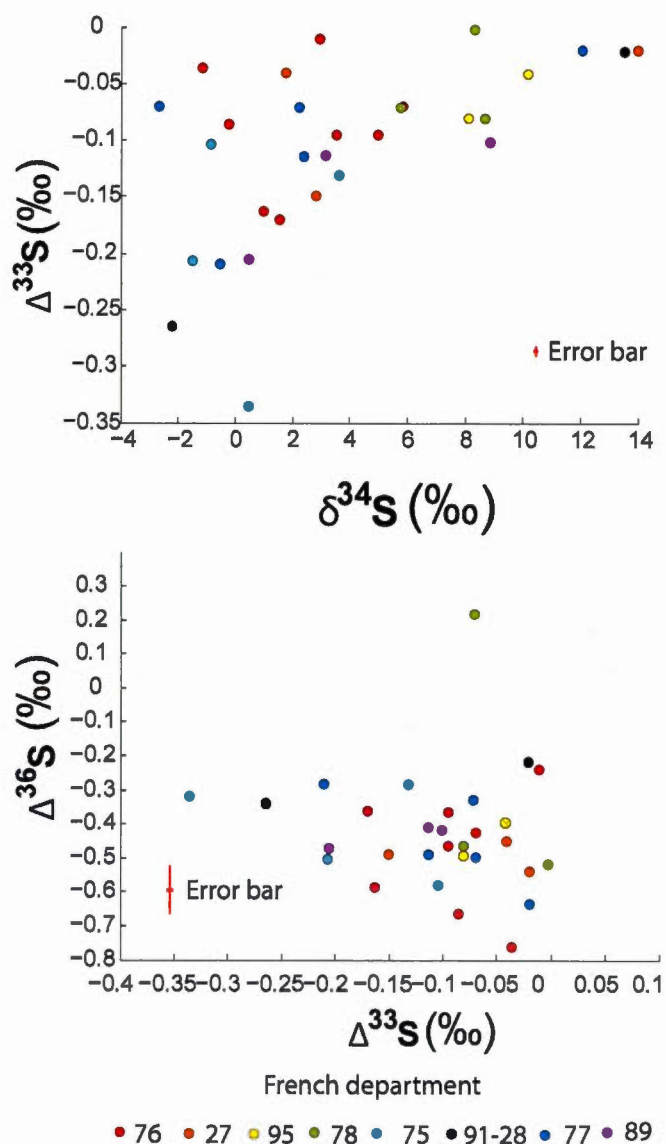 0
−0.05
−0.1
−0.15
−0.2
−0.25
−0.3
−0.35
Δ³³S (‰)
Error bar
−4 −2 0 2 4 6 8 10 12 14
δ³⁴S (‰)
0.3
0.2
0.1
0
−0.1
−0.2
−0.3
−0.4
−0.5
−0.6
−0.7
−0.8
Δ³⁶S (‰)
Error bar
−0.4 −0.35 −0.3 −0.25 −0.2 −0.15 −0.1 −0.05 0 0.05 0.1
Δ³³S (‰)
French department
76 27 95 78 75 91-28 77 89